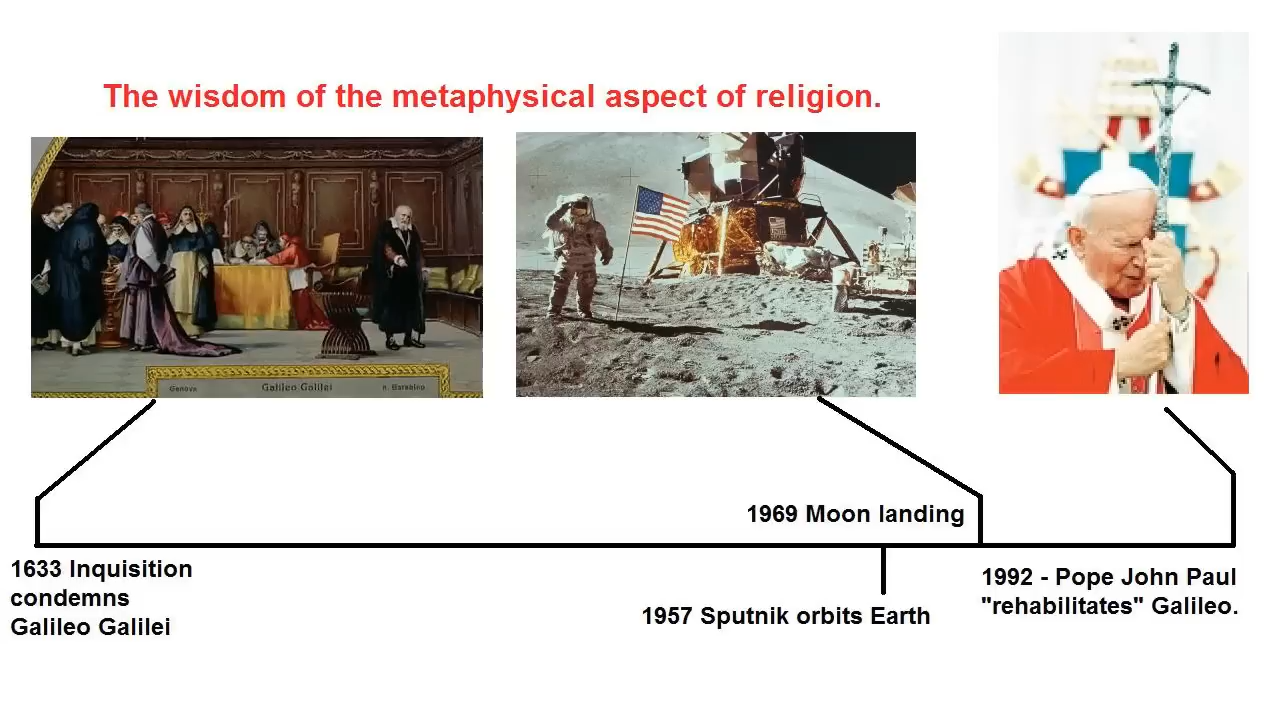 The wisdom of the metaphysical aspect of religion.
Genova Galileo Galilei n. Barabino
1969 Moon landing
1633 Inquisition
condemns
Galileo Galilei
1957 Sputnik orbits Earth
1992 - Pope John Paul
"rehabilitates" Galileo.